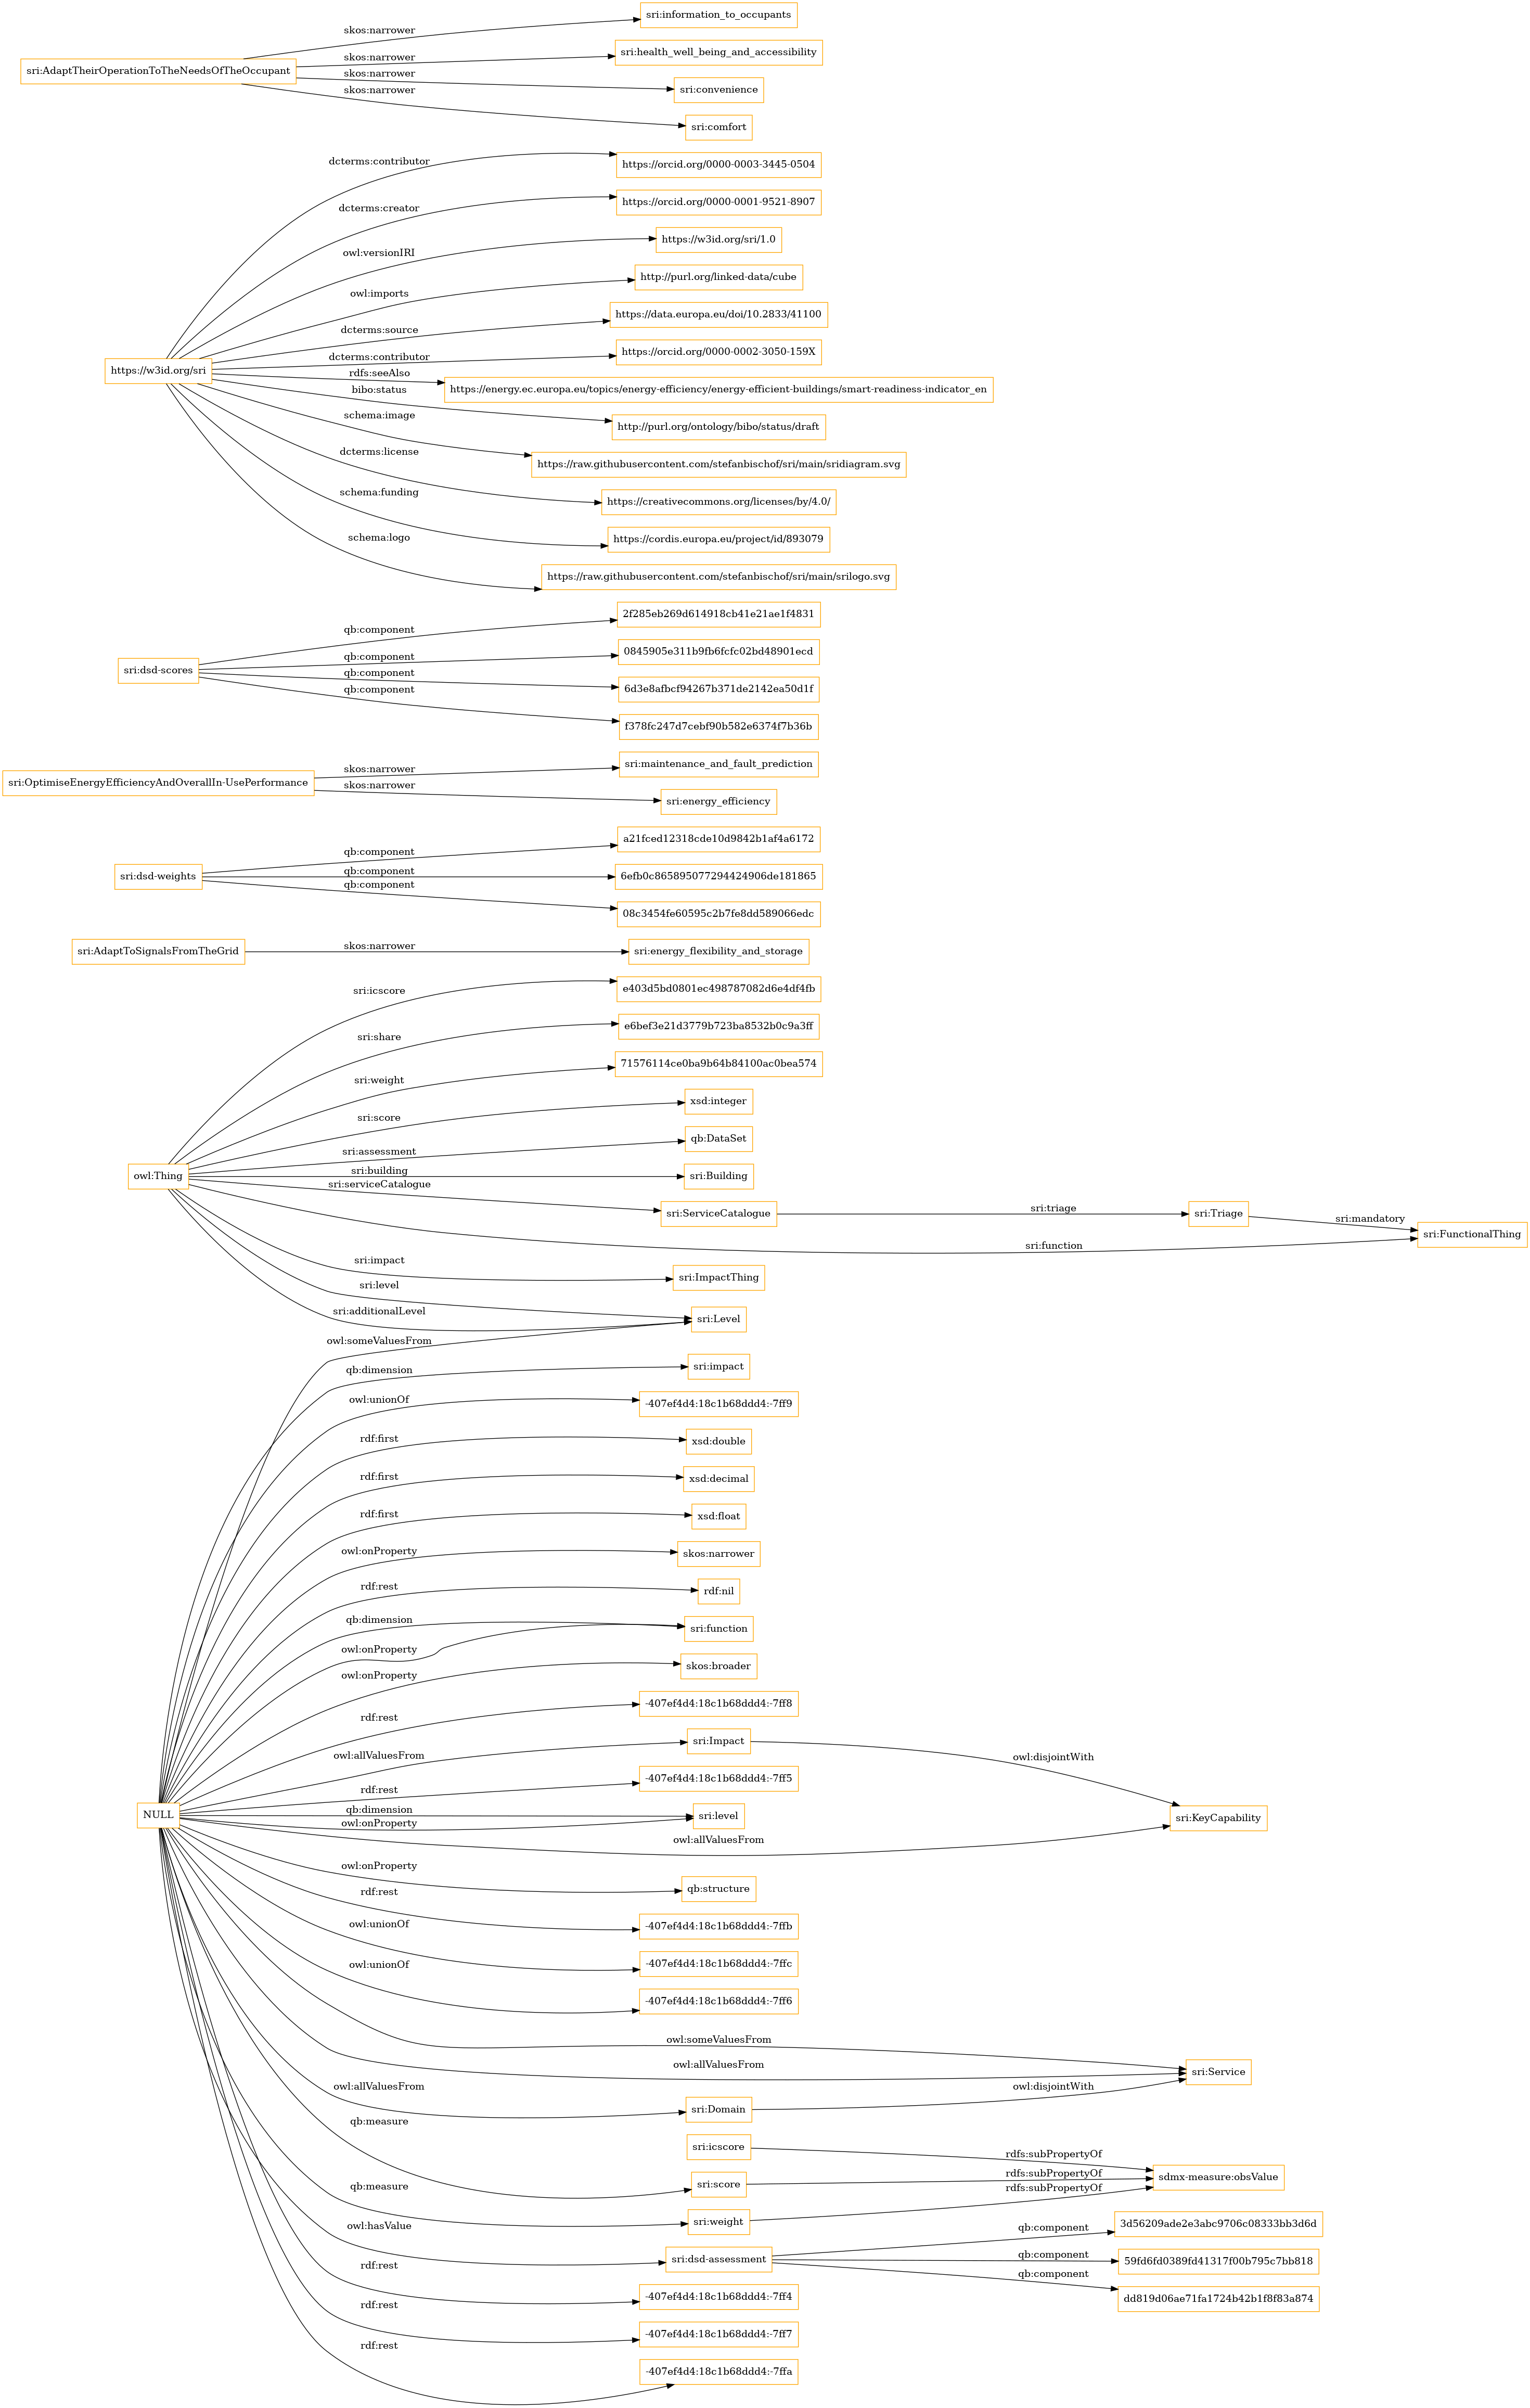 sri:information_to_occupants
skos:narrower
sri:health_well_being_and_accessibility
skos:narrower
sri:AdaptTheirOperationToTheNeedsOfTheOccupant
skos:narrower
sri:convenience
skos:narrower
sri:comfort
https://orcid.org/0000-0003-3445-0504
dcterms:contributor
https://orcid.org/0000-0001-9521-8907
dcterms:creator
https://w3id.org/sri/1.0
owl:versionIRI
http://purl.org/linked-data/cube
owl:imports
https://data.europa.eu/doi/10.2833/41100
dcterms:source
https://orcid.org/0000-0002-3050-159X
dcterms:contributor
https://w3id.org/sri
rdfs:seeAlso
https://energy.ec.europa.eu/topics/energy-efficiency/energy-efficient-buildings/smart-readiness-indicator_en
bibo:status
http://purl.org/ontology/bibo/status/draft
schema:image
https://raw.githubusercontent.com/stefanbischof/sri/main/sridiagram.svg
dcterms:license
https://creativecommons.org/licenses/by/4.0/
schema:funding
https://cordis.europa.eu/project/id/893079
schema:logo
https://raw.githubusercontent.com/stefanbischof/sri/main/srilogo.svg
2f285eb269d614918cb41e21ae1f4831
qb:component
0845905e311b9fb6fcfc02bd48901ecd
qb:component
sri:dsd-scores
qb:component
6d3e8afbcf94267b371de2142ea50d1f
qb:component
f378fc247d7cebf90b582e6374f7b36b
sri:maintenance_and_fault_prediction
skos:narrower
sri:OptimiseEnergyEfficiencyAndOverallIn-UsePerformance
skos:narrower
sri:energy_efficiency
a21fced12318cde10d9842b1af4a6172
qb:component
sri:dsd-weights
qb:component
6efb0c865895077294424906de181865
qb:component
08c3454fe60595c2b7fe8dd589066edc
sri:AdaptToSignalsFromTheGrid
skos:narrower
sri:energy_flexibility_and_storage
e403d5bd0801ec498787082d6e4df4fb
sri:icscore
e6bef3e21d3779b723ba8532b0c9a3ff
sri:share
71576114ce0ba9b64b84100ac0bea574
sri:weight
xsd:integer
sri:score
qb:DataSet
sri:assessment
owl:Thing
sri:building
sri:Building
sri:serviceCatalogue
sri:ServiceCatalogue
sri:triage
sri:Triage
sri:mandatory
sri:FunctionalThing
sri:function
sri:impact
sri:ImpactThing
sri:level
sri:additionalLevel
sri:Level
owl:someValuesFrom
sri:impact
qb:dimension
-407ef4d4:18c1b68ddd4:-7ff9
owl:unionOf
xsd:double
rdf:first
xsd:decimal
rdf:first
xsd:float
rdf:first
skos:narrower
owl:onProperty
rdf:nil
rdf:rest
sri:function
qb:dimension
owl:onProperty
skos:broader
owl:onProperty
-407ef4d4:18c1b68ddd4:-7ff8
rdf:rest
sri:Impact
owl:allValuesFrom
owl:disjointWith
-407ef4d4:18c1b68ddd4:-7ff5
rdf:rest
NULL
qb:dimension
sri:level
owl:onProperty
sri:KeyCapability
owl:allValuesFrom
owl:onProperty
qb:structure
rdf:rest
-407ef4d4:18c1b68ddd4:-7ffb
owl:unionOf
-407ef4d4:18c1b68ddd4:-7ffc
owl:unionOf
-407ef4d4:18c1b68ddd4:-7ff6
owl:someValuesFrom
owl:allValuesFrom
sri:Service
owl:allValuesFrom
sri:Domain
owl:disjointWith
qb:measure
sri:icscore
rdfs:subPropertyOf
sri:score
rdfs:subPropertyOf
sdmx-measure:obsValue
qb:measure
sri:weight
rdfs:subPropertyOf
owl:hasValue
sri:dsd-assessment
qb:component
3d56209ade2e3abc9706c08333bb3d6d
qb:component
59fd6fd0389fd41317f00b795c7bb818
qb:component
dd819d06ae71fa1724b42b1f8f83a874
rdf:rest
-407ef4d4:18c1b68ddd4:-7ff4
rdf:rest
-407ef4d4:18c1b68ddd4:-7ff7
rdf:rest
-407ef4d4:18c1b68ddd4:-7ffa